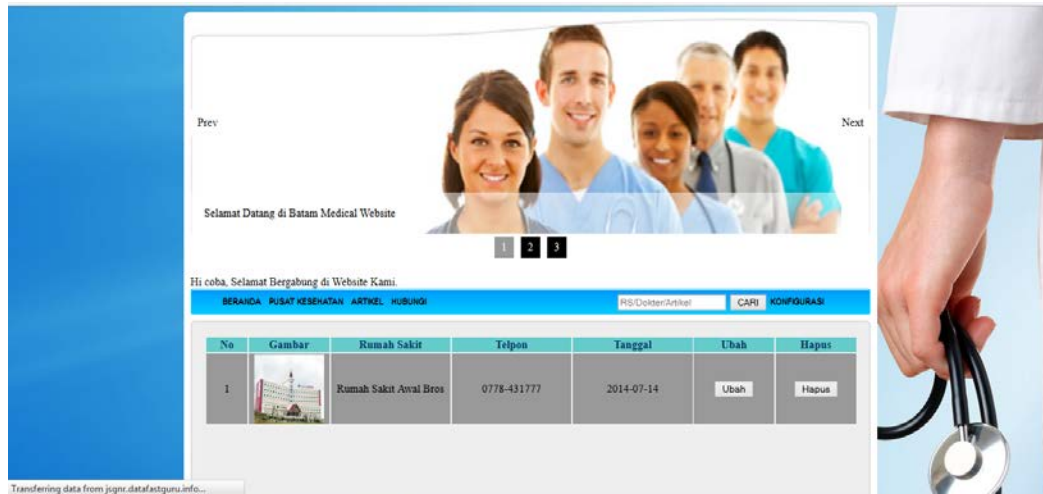 Prev
Next
Selamat Datang di Batam Medical Website
1 2 3
Hi coba, Selamat Bergabung di Website Kami.
BERANDA PUSAT KESEHATAN ARTIKEL HUBUNGI RS/Dokter/Artikel CARI KONFIGURASI
No Gambar Rumah Sakit Telpon Tanggal Ubah Hapus
1 Rumah Sakit Awal Bros 0778-431777 2014-07-14 Ubah Hapus
Transferring data from jsgnr.datafastguru.info...